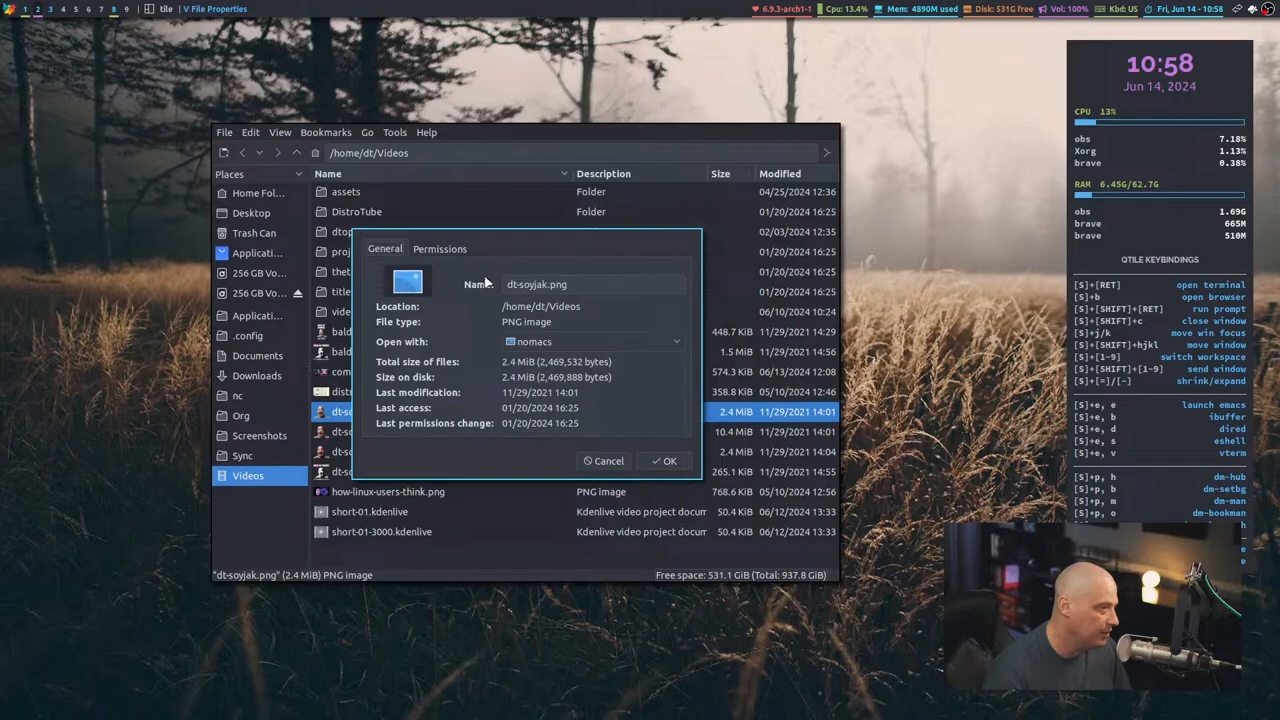 1 2 3 4 5 6 7 8 9 tile V File Properties
6.9.3-arch1-1 Cpu: 13.4% Mem: 4890M used Disk: 531G free Vol: 100% Kbd: US Fri, Jun 14 - 10:58
10:58
Jun 14, 2024
CPU 13%
obs 7.18%
Xorg 1.13%
brave 0.38%
RAM 6.45G/62.7G
obs 1.69G
brave 665M
brave 510M
QTILE KEYBINDINGS
[S]+[RET] open terminal
[S]+b open browser
[S]+[SHIFT]+[RET] run prompt
[S]+[SHIFT]+c close window
[S]+j/k move win focus
[S]+[SHIFT]+hjkl move window
[S]+[1-9] switch workspace
[S]+[SHIFT]+[1-9] send window
[S]+[=]/[-] shrink/expand
[S]+e, e launch emacs
[S]+e, b ibuffer
[S]+e, d dired
[S]+e, s eshell
[S]+e, v vterm
[S]+p, h dm-hub
[S]+p, b dm-setbg
[S]+p, m dm-man
[S]+p, o dm-bookman
File Edit View Bookmarks Go Tools Help
/home/dt/Videos
Places
Home Fol...
Desktop
Trash Can
Applicati...
256 GB Vo...
256 GB Vo...
Applicati...
.config
Documents
Downloads
nc
Org
Screenshots
Sync
Videos
Name Description Size Modified
assets Folder 04/25/2024 12:36
DistroTube Folder 01/20/2024 16:25
dtop 02/03/2024 12:35
proj 01/20/2024 16:25
thet 01/20/2024 16:25
title 01/20/2024 16:25
vide 06/10/2024 12:24
bald 448.7 KiB 11/29/2021 14:29
bald 1.5 MiB 11/29/2021 14:56
com 574.3 KiB 06/13/2024 12:08
distr 358.8 KiB 05/10/2024 12:46
dt-so 2.4 MiB 11/29/2021 14:01
dt-so 10.4 MiB 11/29/2021 14:01
dt-so 2.4 MiB 11/29/2021 14:04
dt-so 265.1 KiB 11/29/2021 14:55
how-linux-users-think.png PNG image 768.6 KiB 05/10/2024 12:56
short-01.kdenlive Kdenlive video project docum 50.4 KiB 06/12/2024 13:33
short-01-3000.kdenlive Kdenlive video project docum 50.4 KiB 06/12/2024 13:33
General Permissions
Name: dt-soyjak.png
Location: /home/dt/Videos
File type: PNG image
Open with: nomacs
Total size of files: 2.4 MiB (2,469,532 bytes)
Size on disk: 2.4 MiB (2,469,888 bytes)
Last modification: 11/29/2021 14:01
Last access: 01/20/2024 16:25
Last permissions change: 01/20/2024 16:25
Cancel OK
"dt-soyjak.png" (2.4 MiB) PNG image Free space: 531.1 GiB (Total: 937.8 GiB)